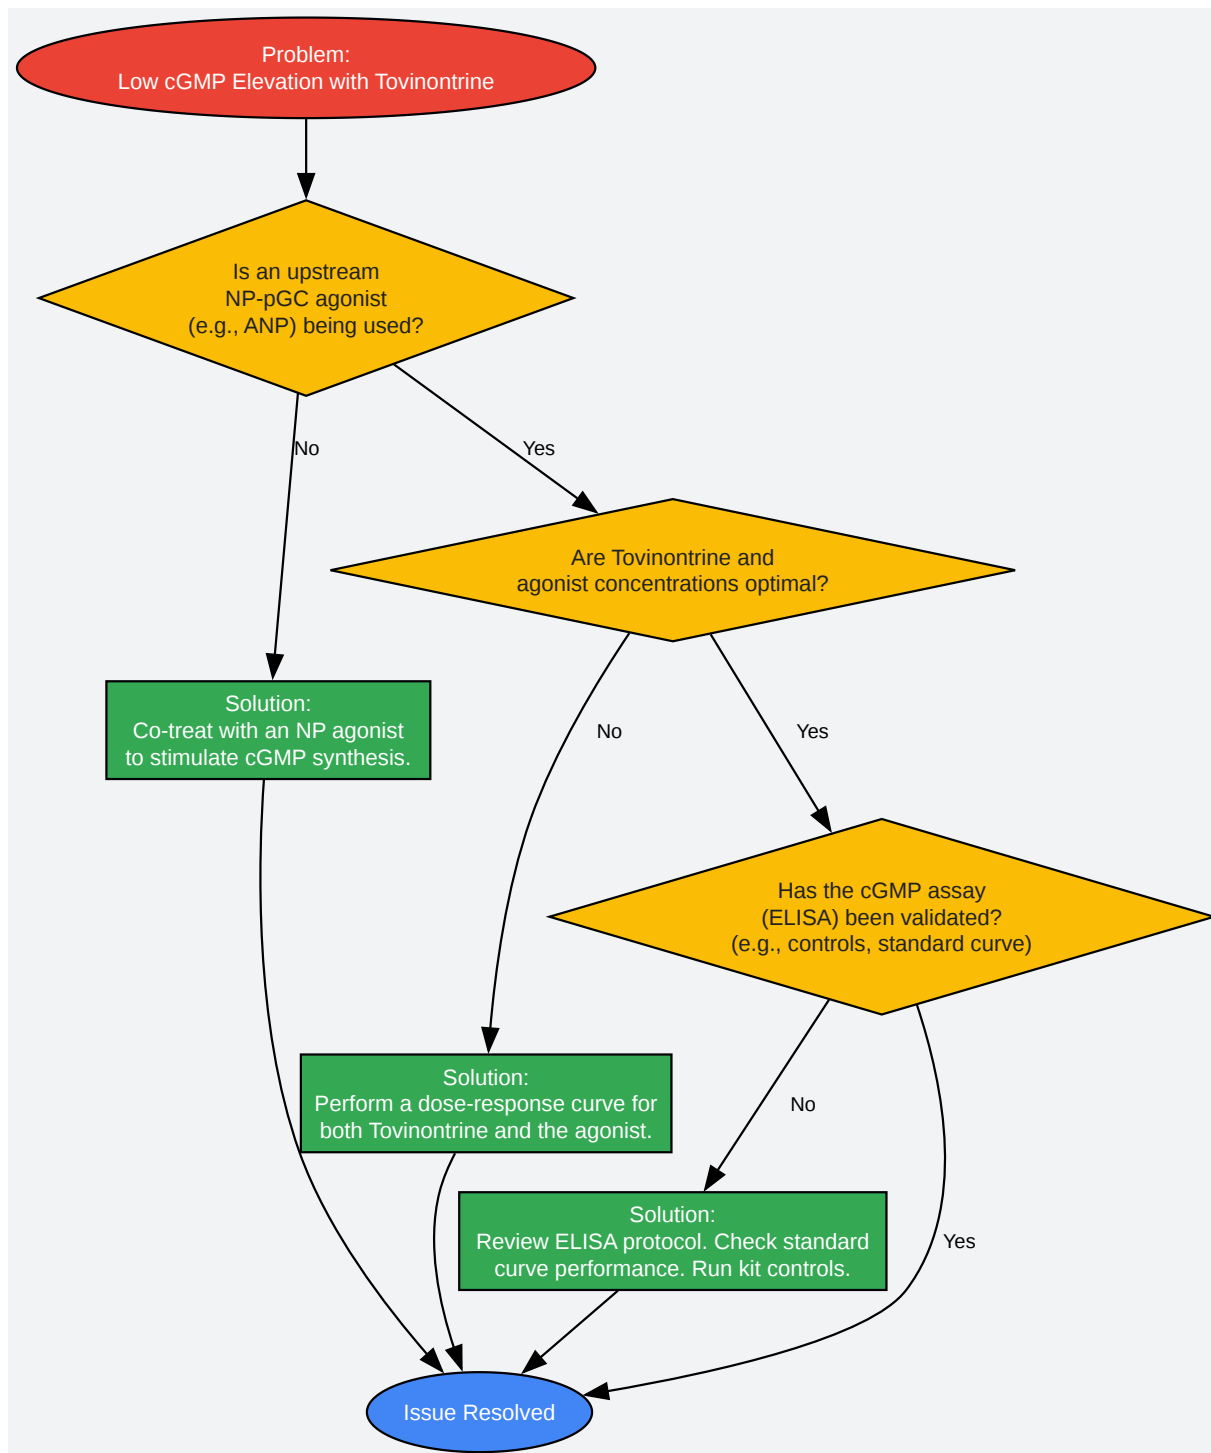 Problem:
Low cGMP Elevation with Tovinontrine
Is an upstream
NP-pGC agonist
(e.g., ANP) being used?
No
Yes
Are Tovinontrine and
agonist concentrations optimal?
Solution:
Co-treat with an NP agonist
to stimulate cGMP synthesis.
No
Yes
Has the cGMP assay
(ELISA) been validated?
(e.g., controls, standard curve)
Solution:
Perform a dose-response curve for
both Tovinontrine and the agonist.
No
Solution:
Review ELISA protocol. Check standard
curve performance. Run kit controls.
Yes
Issue Resolved